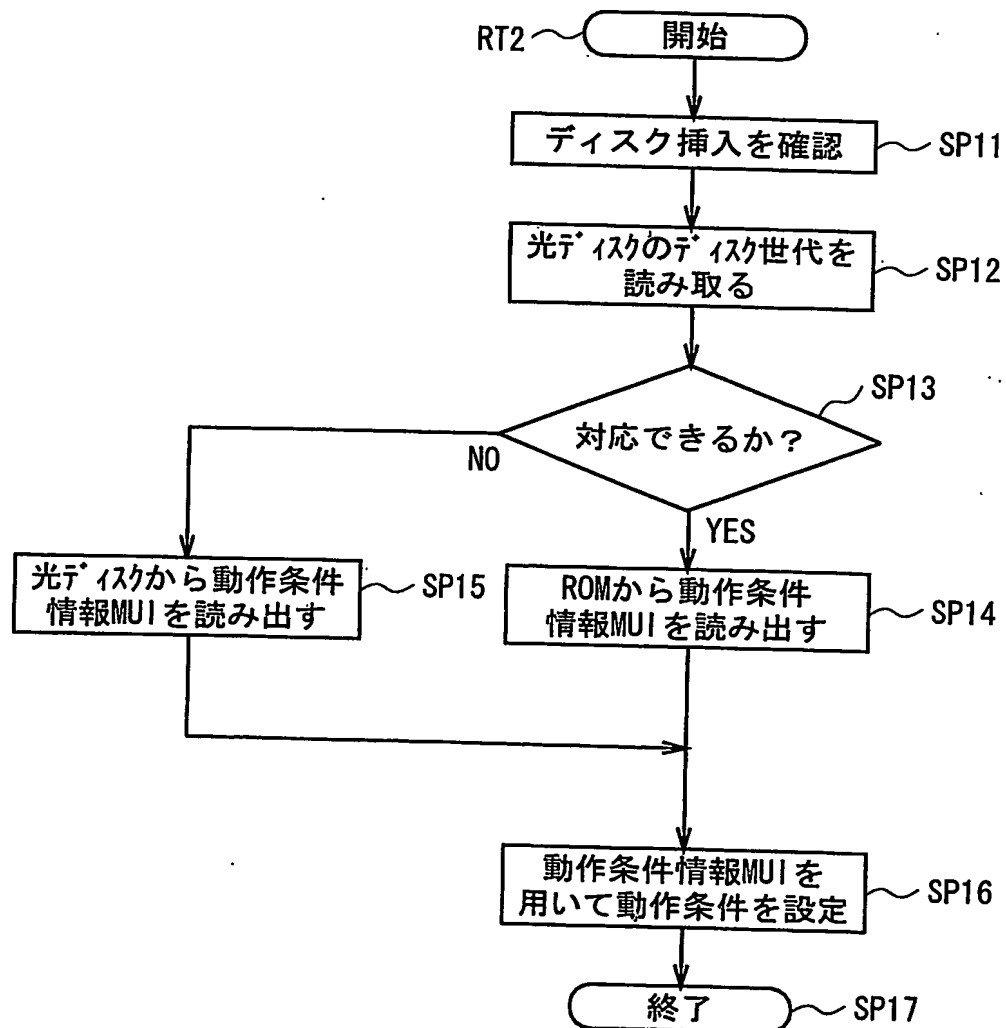 RT2
開始
ディスク挿入を確認
SP11
光ディスクのディスク世代を
読み取る
SP12
SP13
対応できるか?
NO
YES
光ディスクから動作条件
情報MUIを読み出す
SP15
ROMから動作条件
情報MUIを読み出す
SP14
動作条件情報MUIを
用いて動作条件を設定
SP16
終了
SP17